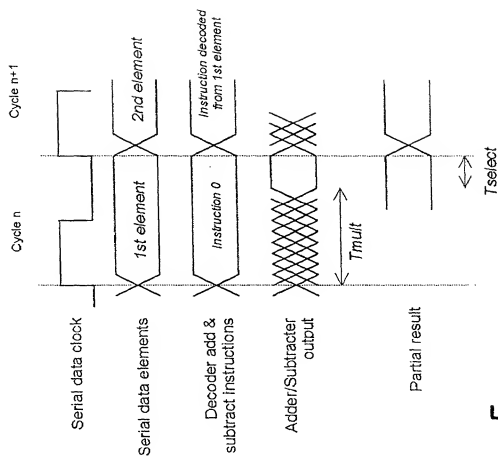 Cycle n
Cycle n+1
Serial data clock
Serial data elements
1st element
2nd element
Decoder add &
subtract instructions
Instruction 0
Instruction decoded
from 1st element
Adder/Subtracter
output
Tmult
Partial result
Tselect